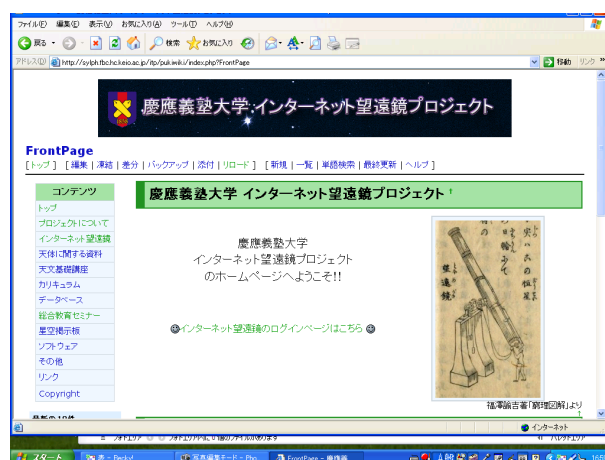 ファイル(F) 編集(E) 表示(V) お気に入り(A) ツール(T) ヘルプ(H)
戻る 検索 お気に入り
アドレス(D) http://sylph.fbc.hc.keio.ac.jp/itp/pukiwiki/index.php?FrontPage 移動 リンク »
慶應義塾大学:インターネット望遠鏡プロジェクト
FrontPage
[ トップ ] [ 編集 | 凍結 | 差分 | バックアップ | 添付 | リロード ] [ 新規 | 一覧 | 単語検索 | 最終更新 | ヘルプ ]
コンテンツ
トップ
プロジェクトについて
インターネット望遠鏡
天体に関する資料
天文基礎講座
カリキュラム
データベース
総合教育セミナー
星空掲示板
ソフトウェア
その他
リンク
Copyright
最新の10件
慶應義塾大学 インターネット望遠鏡プロジェクト †
慶應義塾大学
インターネット望遠鏡プロジェクト
のホームページへようこそ!!
インターネット望遠鏡のログインページはこちら
望遠鏡
福澤諭吉著「窮理図解」より
†
インターネット
スタート
FrontPage - 慶應義